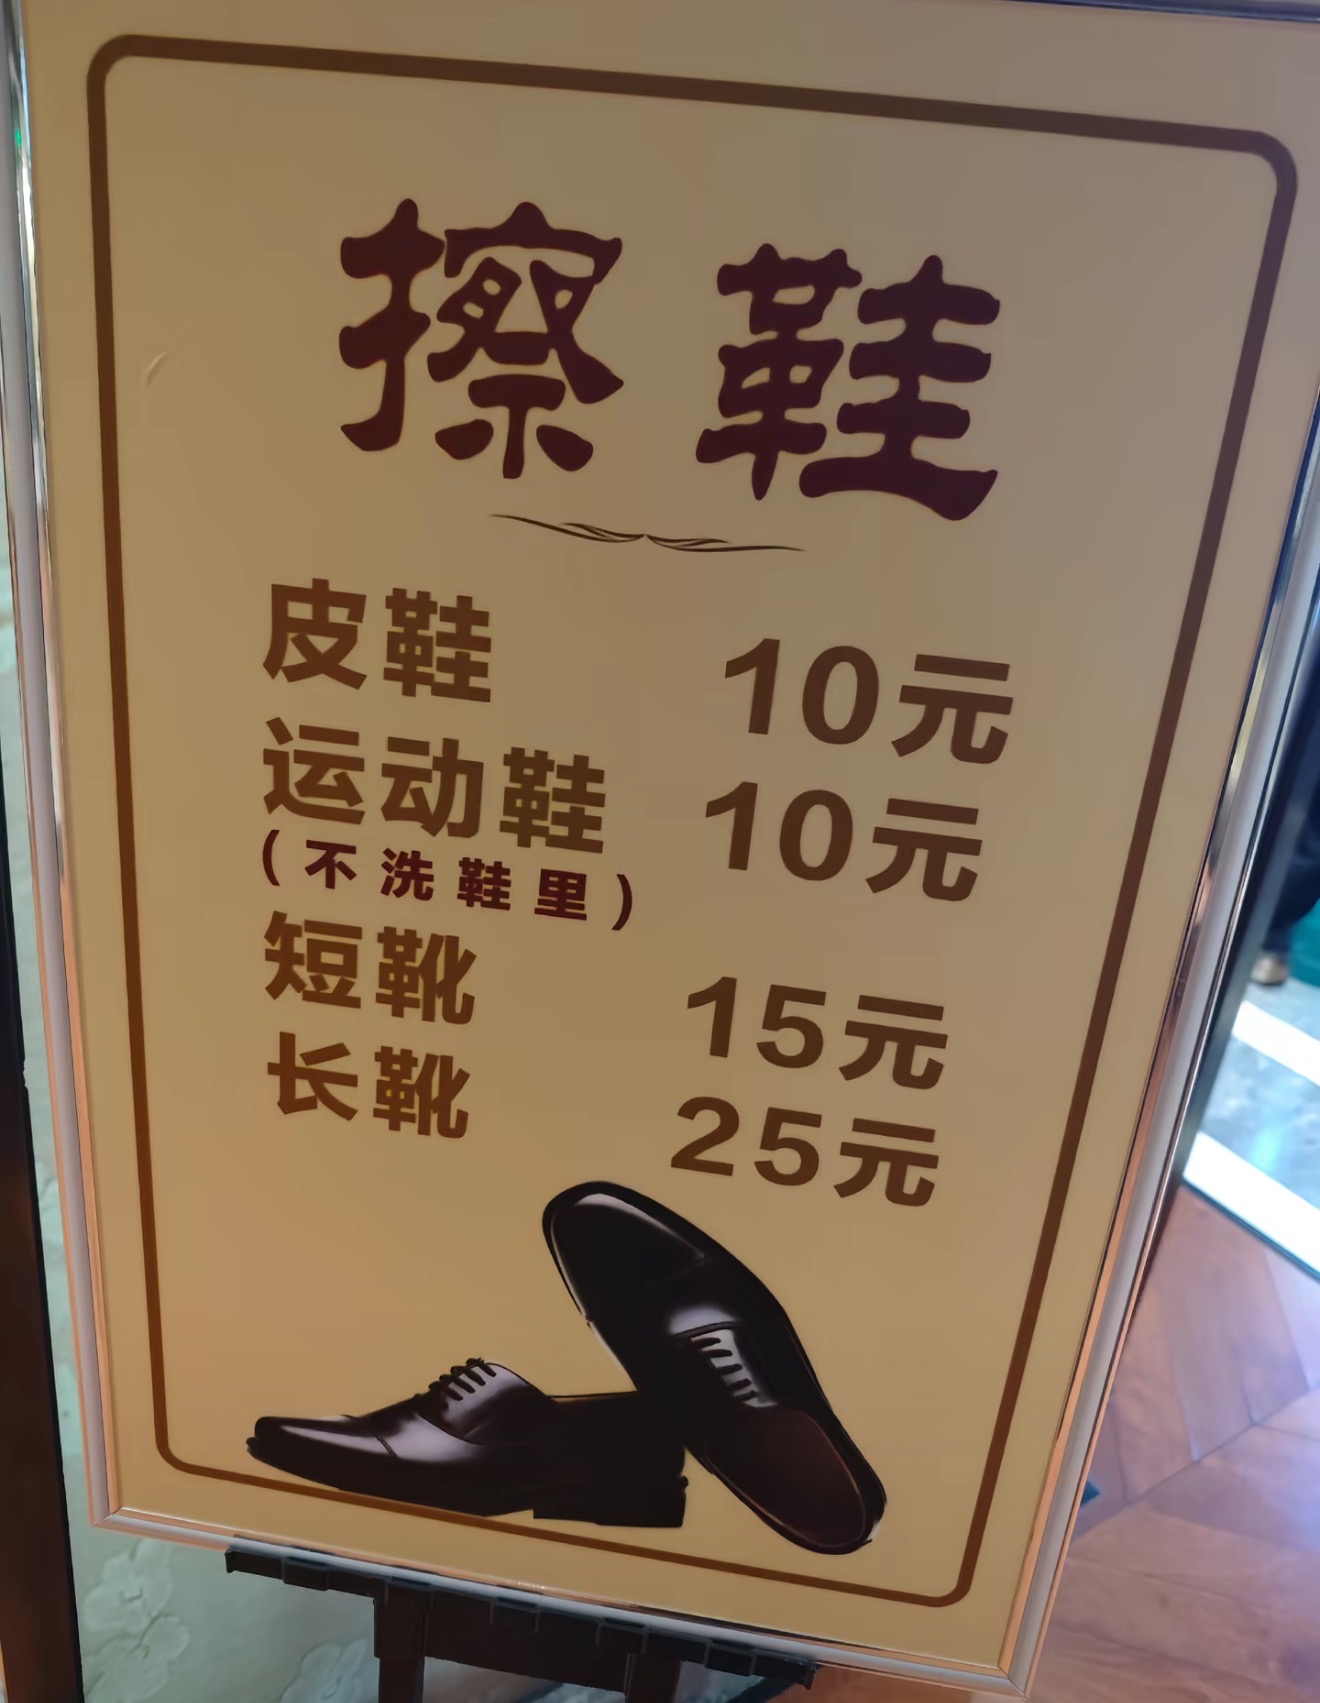 擦鞋
皮鞋 10元
运动鞋 10元
(不洗鞋里)
短靴 15元
长靴 25元